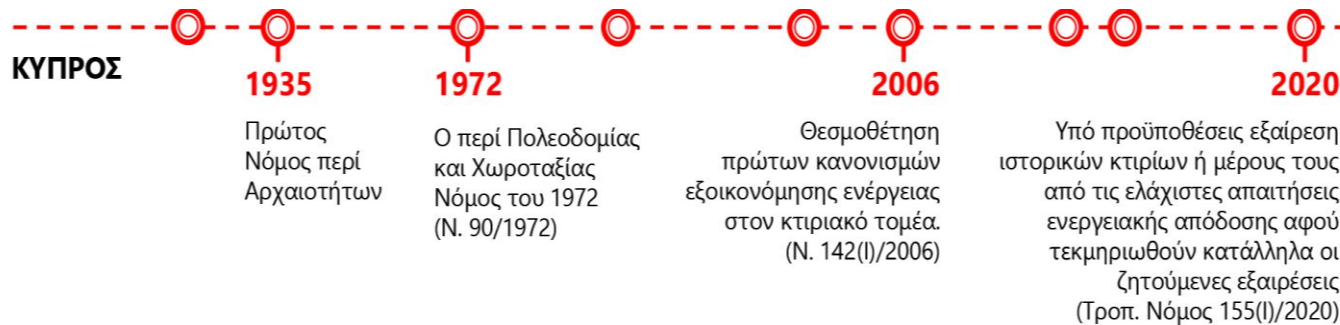 ΚΥΠΡΟΣ
1935
Πρώτος
Νόμος περί
Αρχαιοτήτων
1972
Ο περί Πολεοδομίας
και Χωροταξίας
Νόμος του 1972
(Ν. 90/1972)
2006
Θεσμοθέτηση
πρώτων κανονισμών
εξοικονόμησης ενέργειας
στον κτιριακό τομέα.
(Ν. 142(Ι)/2006)
2020
Υπό προϋποθέσεις εξαίρεση
ιστορικών κτιρίων ή μέρους τους
από τις ελάχιστες απαιτήσεις
ενεργειακής απόδοσης αφού
τεκμηριωθούν κατάλληλα οι
ζητούμενες εξαιρέσεις
(Τροπ. Νόμος 155(Ι)/2020)